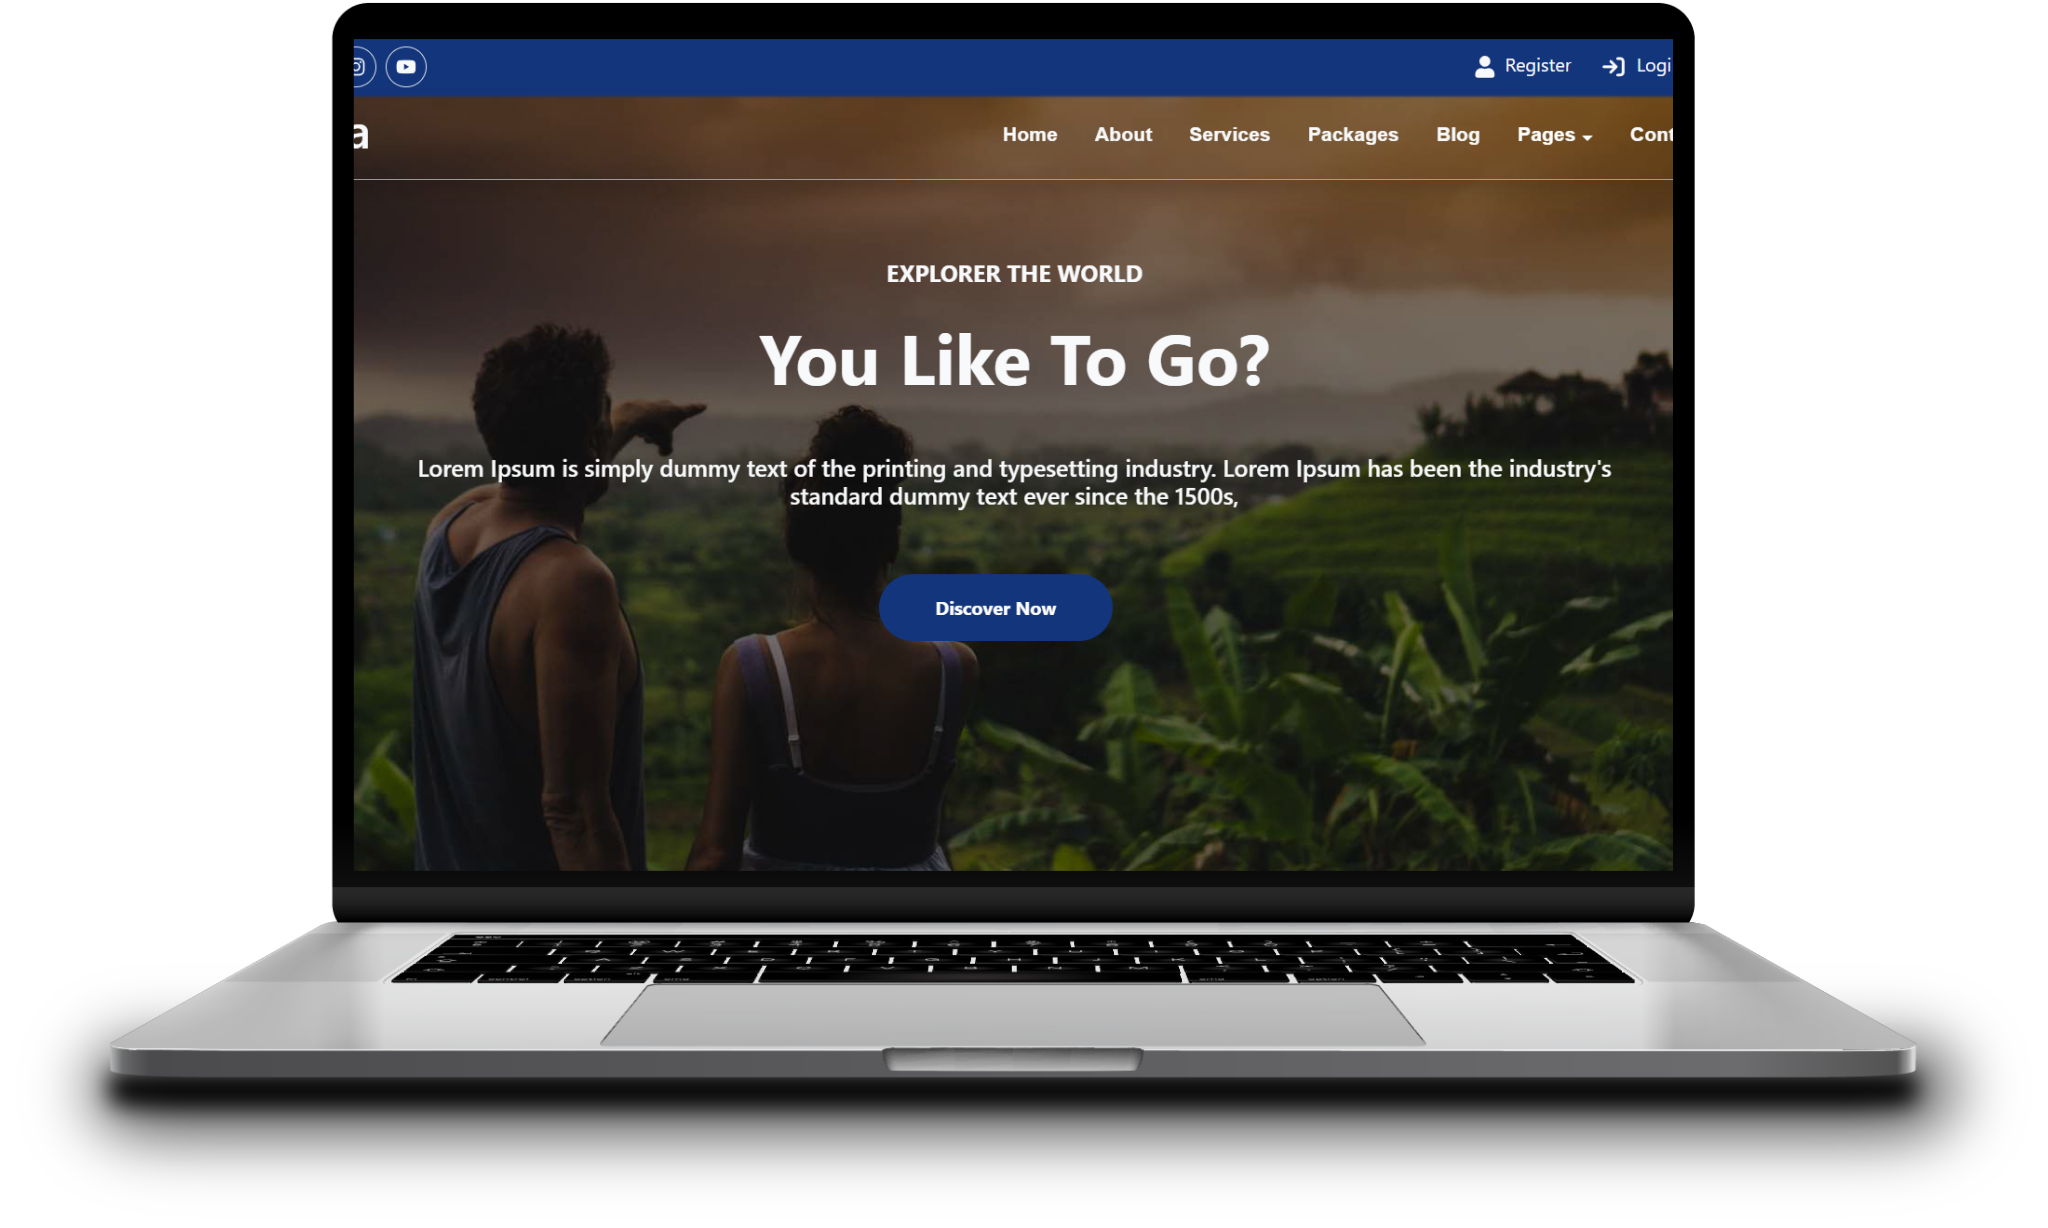 Register Logi
a
Home About Services Packages Blog Pages Cont
EXPLORER THE WORLD
You Like To Go?
Lorem Ipsum is simply dummy text of the printing and typesetting industry. Lorem Ipsum has been the industry's
standard dummy text ever since the 1500s,
Discover Now